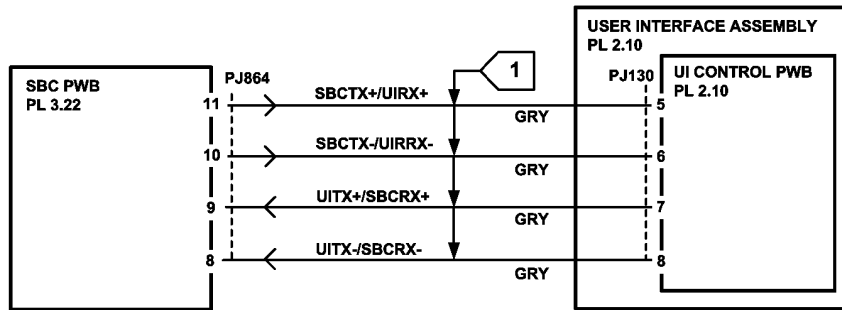 USER INTERFACE ASSEMBLY
PL 2.10
SBC PWB
PL 3.22
PJ864
1
PJ130
UI CONTROL PWB
PL 2.10
11
SBCTX+/UIRX+
GRY
5
10
SBCTX-/UIRRX-
GRY
6
9
UITX+/SBCRX+
GRY
7
8
UITX-/SBCRX-
GRY
8